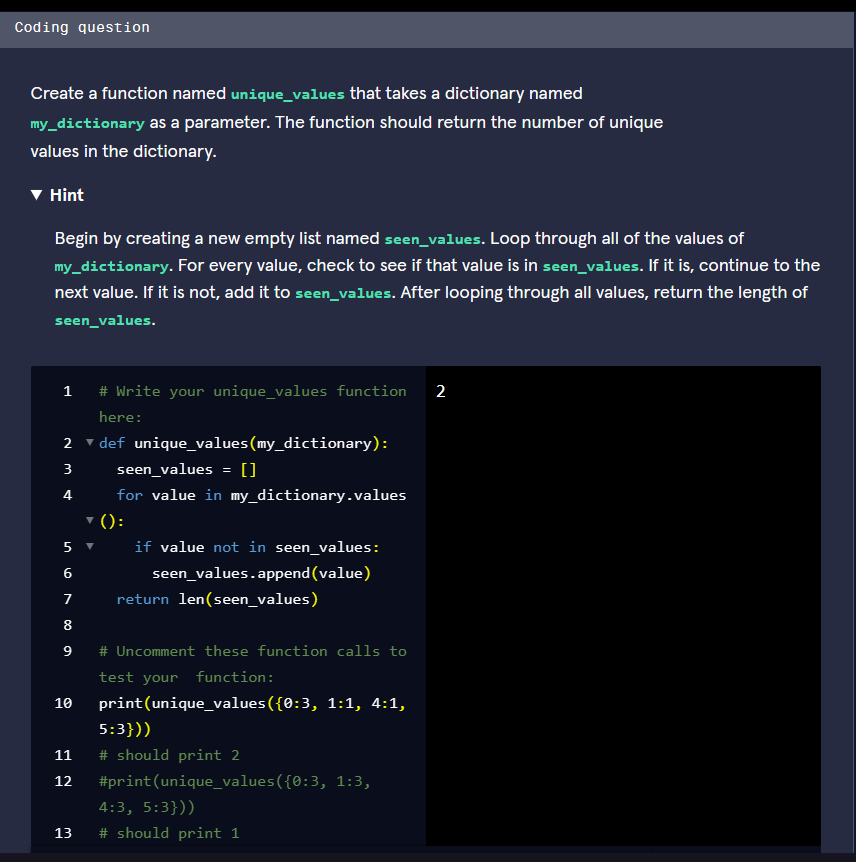 Coding question
Create a function named unique_values that takes a dictionary named
my_dictionary as a parameter. The function should return the number of unique
values in the dictionary.
▼ Hint
Begin by creating a new empty list named seen_values. Loop through all of the values of
my_dictionary. For every value, check to see if that value is in seen_values. If it is, continue to the
next value. If it is not, add it to seen_values. After looping through all values, return the length of
seen_values.
1 # Write your unique_values function
here:
2 def unique_values(my_dictionary):
3 seen_values = []
4 for value in my_dictionary.values
():
5 if value not in seen_values:
6 seen_values.append(value)
7 return len(seen_values)
8
9 # Uncomment these function calls to
test your  function:
10 print(unique_values({0:3, 1:1, 4:1,
5:3}))
11 # should print 2
12 #print(unique_values({0:3, 1:3,
4:3, 5:3}))
13 # should print 1
2